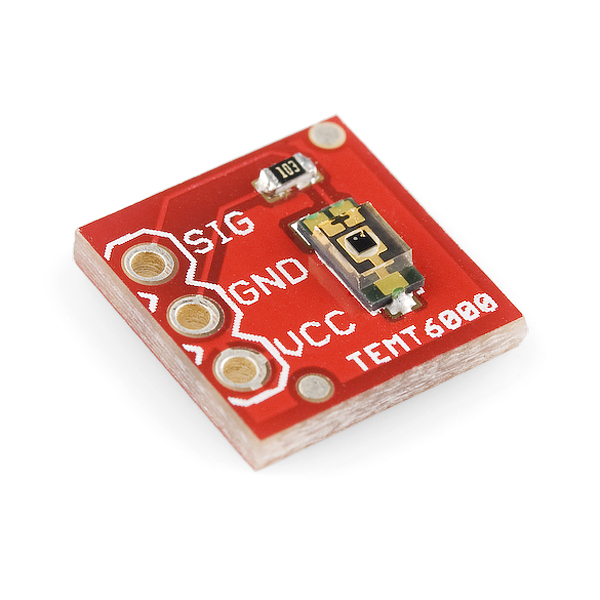 103
SIG
GND
VCC
TEMT6000